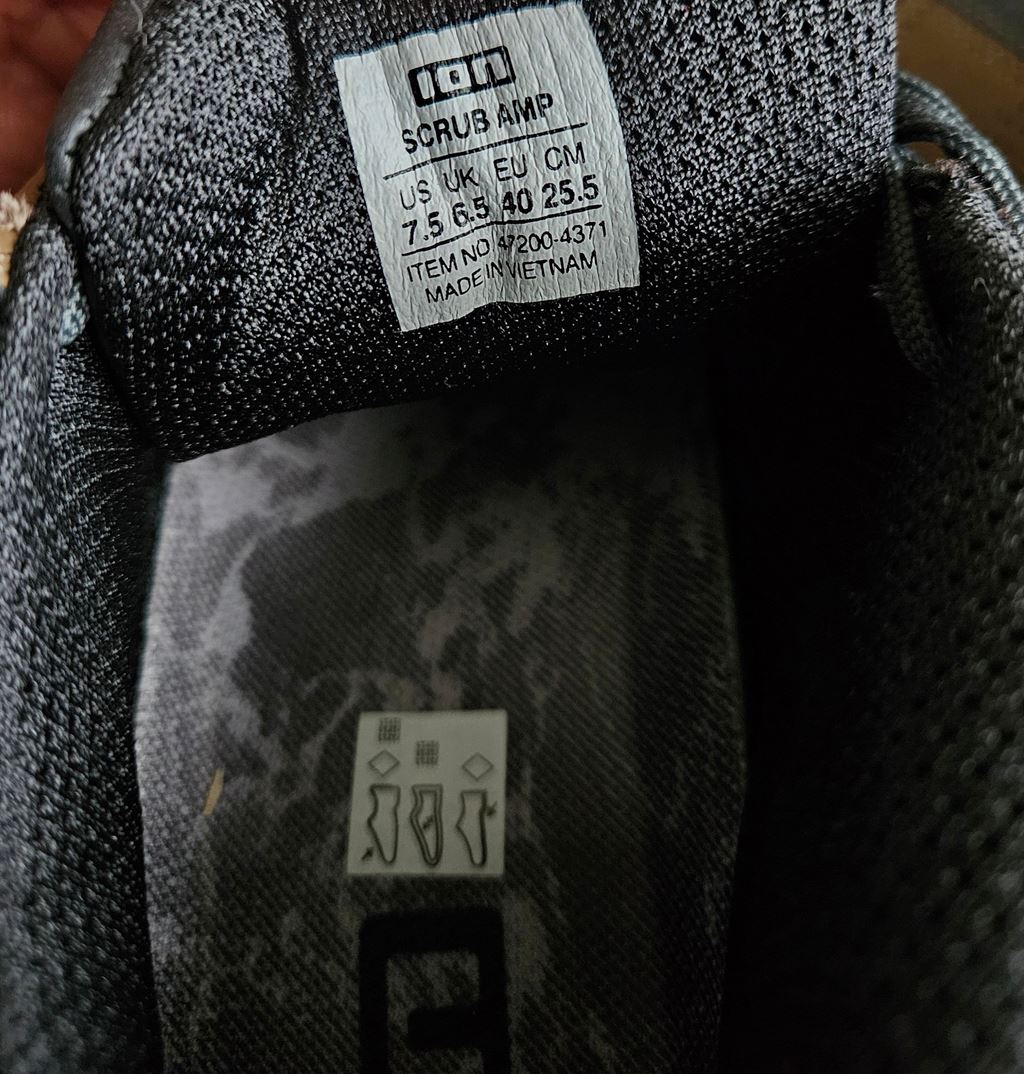 ION
SCRUB AMP
US UK EU CM
7.5 6.5 40 25.5
ITEM NO 47200-4371
MADE IN VIETNAM